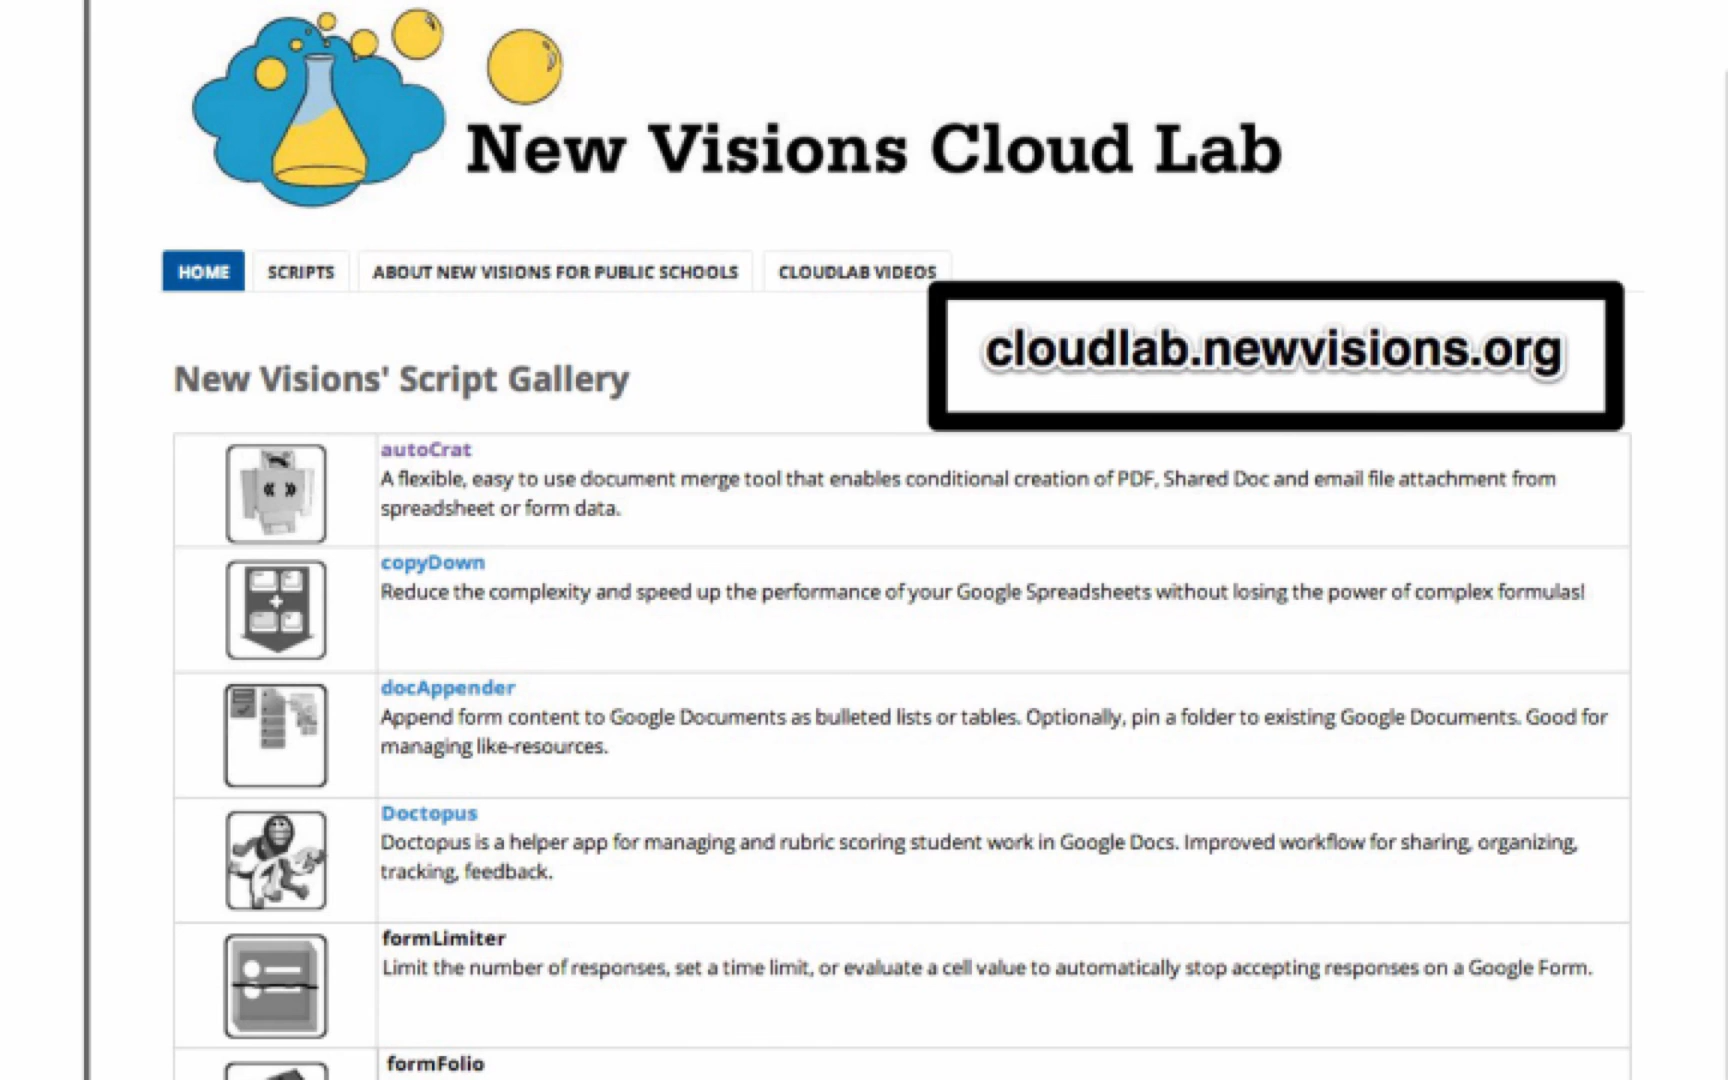 New Visions Cloud Lab
HOME SCRIPTS ABOUT NEW VISIONS FOR PUBLIC SCHOOLS CLOUDLAB VIDEOS
cloudlab.newvisions.org
New Visions' Script Gallery
autoCrat
A flexible, easy to use document merge tool that enables conditional creation of PDF, Shared Doc and email file attachment from
spreadsheet or form data.
copyDown
Reduce the complexity and speed up the performance of your Google Spreadsheets without losing the power of complex formulas!
docAppender
Append form content to Google Documents as bulleted lists or tables. Optionally, pin a folder to existing Google Documents. Good for
managing like-resources.
Doctopus
Doctopus is a helper app for managing and rubric scoring student work in Google Docs. Improved workflow for sharing, organizing,
tracking, feedback.
formLimiter
Limit the number of responses, set a time limit, or evaluate a cell value to automatically stop accepting responses on a Google Form.
formFolio